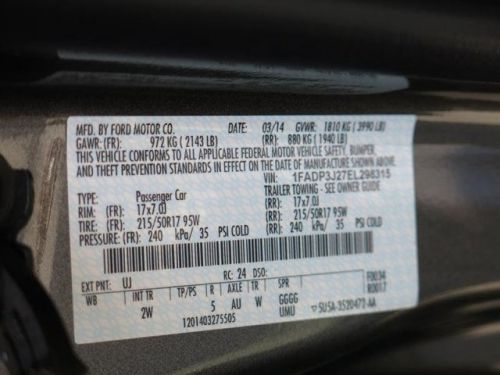 MFD. BY FORD MOTOR CO. DATE: 03/14 GVWR: 1810 KG ( 3990 LB)
GAWR: (FR): 972 KG ( 2143 LB) (RR): 880 KG ( 1940 LB)
THIS VEHICLE CONFORMS TO ALL APPLICABLE FEDERAL MOTOR VEHICLE SAFETY, BUMPER,
AND THEFT PREVENTION STANDARDS IN EFFECT ON THE DATE OF MANUFACTURE SHOWN ABOVE.
VIN: 1FADP3J27EL298315
TYPE: Passenger Car TRAILER TOWING - SEE OWNER GUIDE
RIM: (FR) 17x7.0J (RR): 17x7.0J
TIRE: (FR): 215/50R17 95W (RR): 215/50R17 95W
PRESSURE: (FR): 240 kPa/ 35 PSI COLD (RR): 240 kPa/ 35 PSI COLD
EXT PNT: UJ RC: 24 DSO: F0034
WB INT TR TP/PS R AXLE TR SPR R0017
2W 5 AU W GGGG
UMU
1201403275505 ▽ 5U5A-3520472-AA